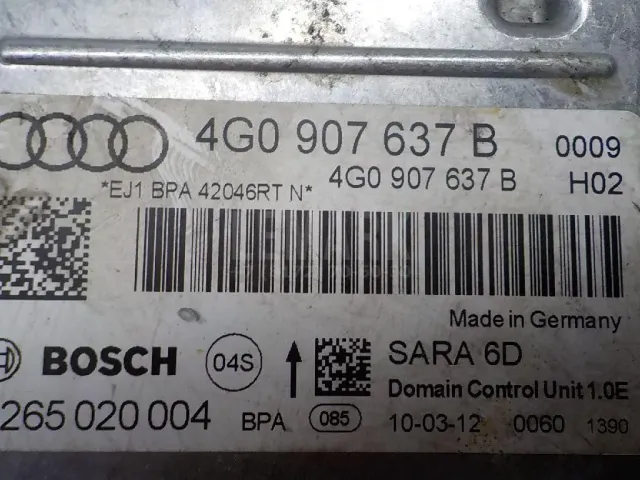 4G0 907 637 B 0009
*EJ1 BPA 42046RT N* 4G0 907 637 B H02
Made in Germany
BOSCH 04S SARA 6D
Domain Control Unit 1.0E
265 020 004 BPA 085 10-03-12 0060 1390